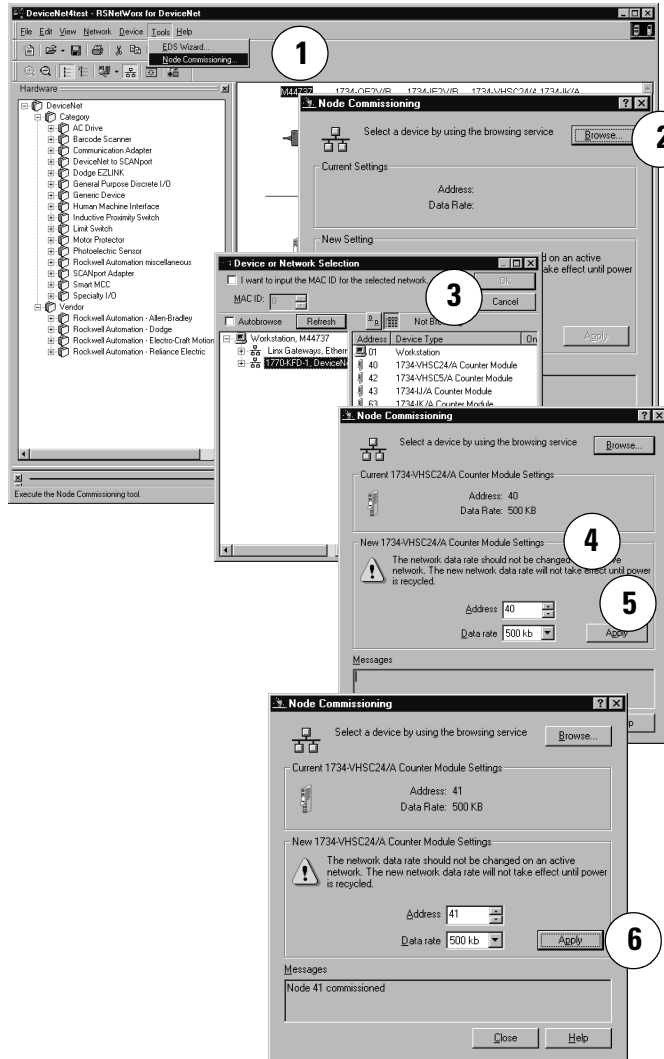 DeviceNet4test - RSNetWorx for DeviceNet
File Edit View Network Device Tools Help
EDS Wizard...
Node Commissioning...
1
Hardware
DeviceNet
Category
AC Drive
Barcode Scanner
Communication Adapter
DeviceNet to SCANport
Dodge EZLINK
General Purpose Discrete I/O
Generic Device
Human Machine Interface
Inductive Proximity Switch
Limit Switch
Motor Protector
Photoelectric Sensor
Rockwell Automation miscellaneous
SCANport Adapter
Smart MCC
Specialty I/O
Vendor
Rockwell Automation - Allen-Bradley
Rockwell Automation - Dodge
Rockwell Automation - Electro-Craft Motion
Rockwell Automation - Reliance Electric
Execute the Node Commissioning tool.
M44737 1734-OE2V/B 1734-IE2V/B 1734-VHSC24/A 1734-IK/A
Node Commissioning
Select a device by using the browsing service
Browse...
2
Current Settings
Address:
Data Rate:
New Setting
d on an active
ake effect until power
Apply
Device or Network Selection
I want to input the MAC ID for the selected network.
OK
3
MAC ID: 0
Cancel
Autobrowse Refresh Not Bro
Workstation, M44737
Linx Gateways, Ethern
1770-KFD-1, DeviceNe
Address Device Type On
01 Workstation
40 1734-VHSC24/A Counter Module
42 1734-VHSC5/A Counter Module
43 1734-IJ/A Counter Module
63 1734-IK/A Counter Module
Node Commissioning
Select a device by using the browsing service
Browse...
Current 1734-VHSC24/A Counter Module Settings
Address: 40
Data Rate: 500 KB
New 1734-VHSC24/A Counter Module Settings
4
The network data rate should not be changed on an active
network. The new network data rate will not take effect until power
is recycled.
Address 40
5
Data rate 500 kb
Apply
Messages
p
Node Commissioning
Select a device by using the browsing service
Browse...
Current 1734-VHSC24/A Counter Module Settings
Address: 41
Data Rate: 500 KB
New 1734-VHSC24/A Counter Module Settings
The network data rate should not be changed on an active
network. The new network data rate will not take effect until power
is recycled.
Address 41
Data rate 500 kb
Apply
6
Messages
Node 41 commissioned
Close Help